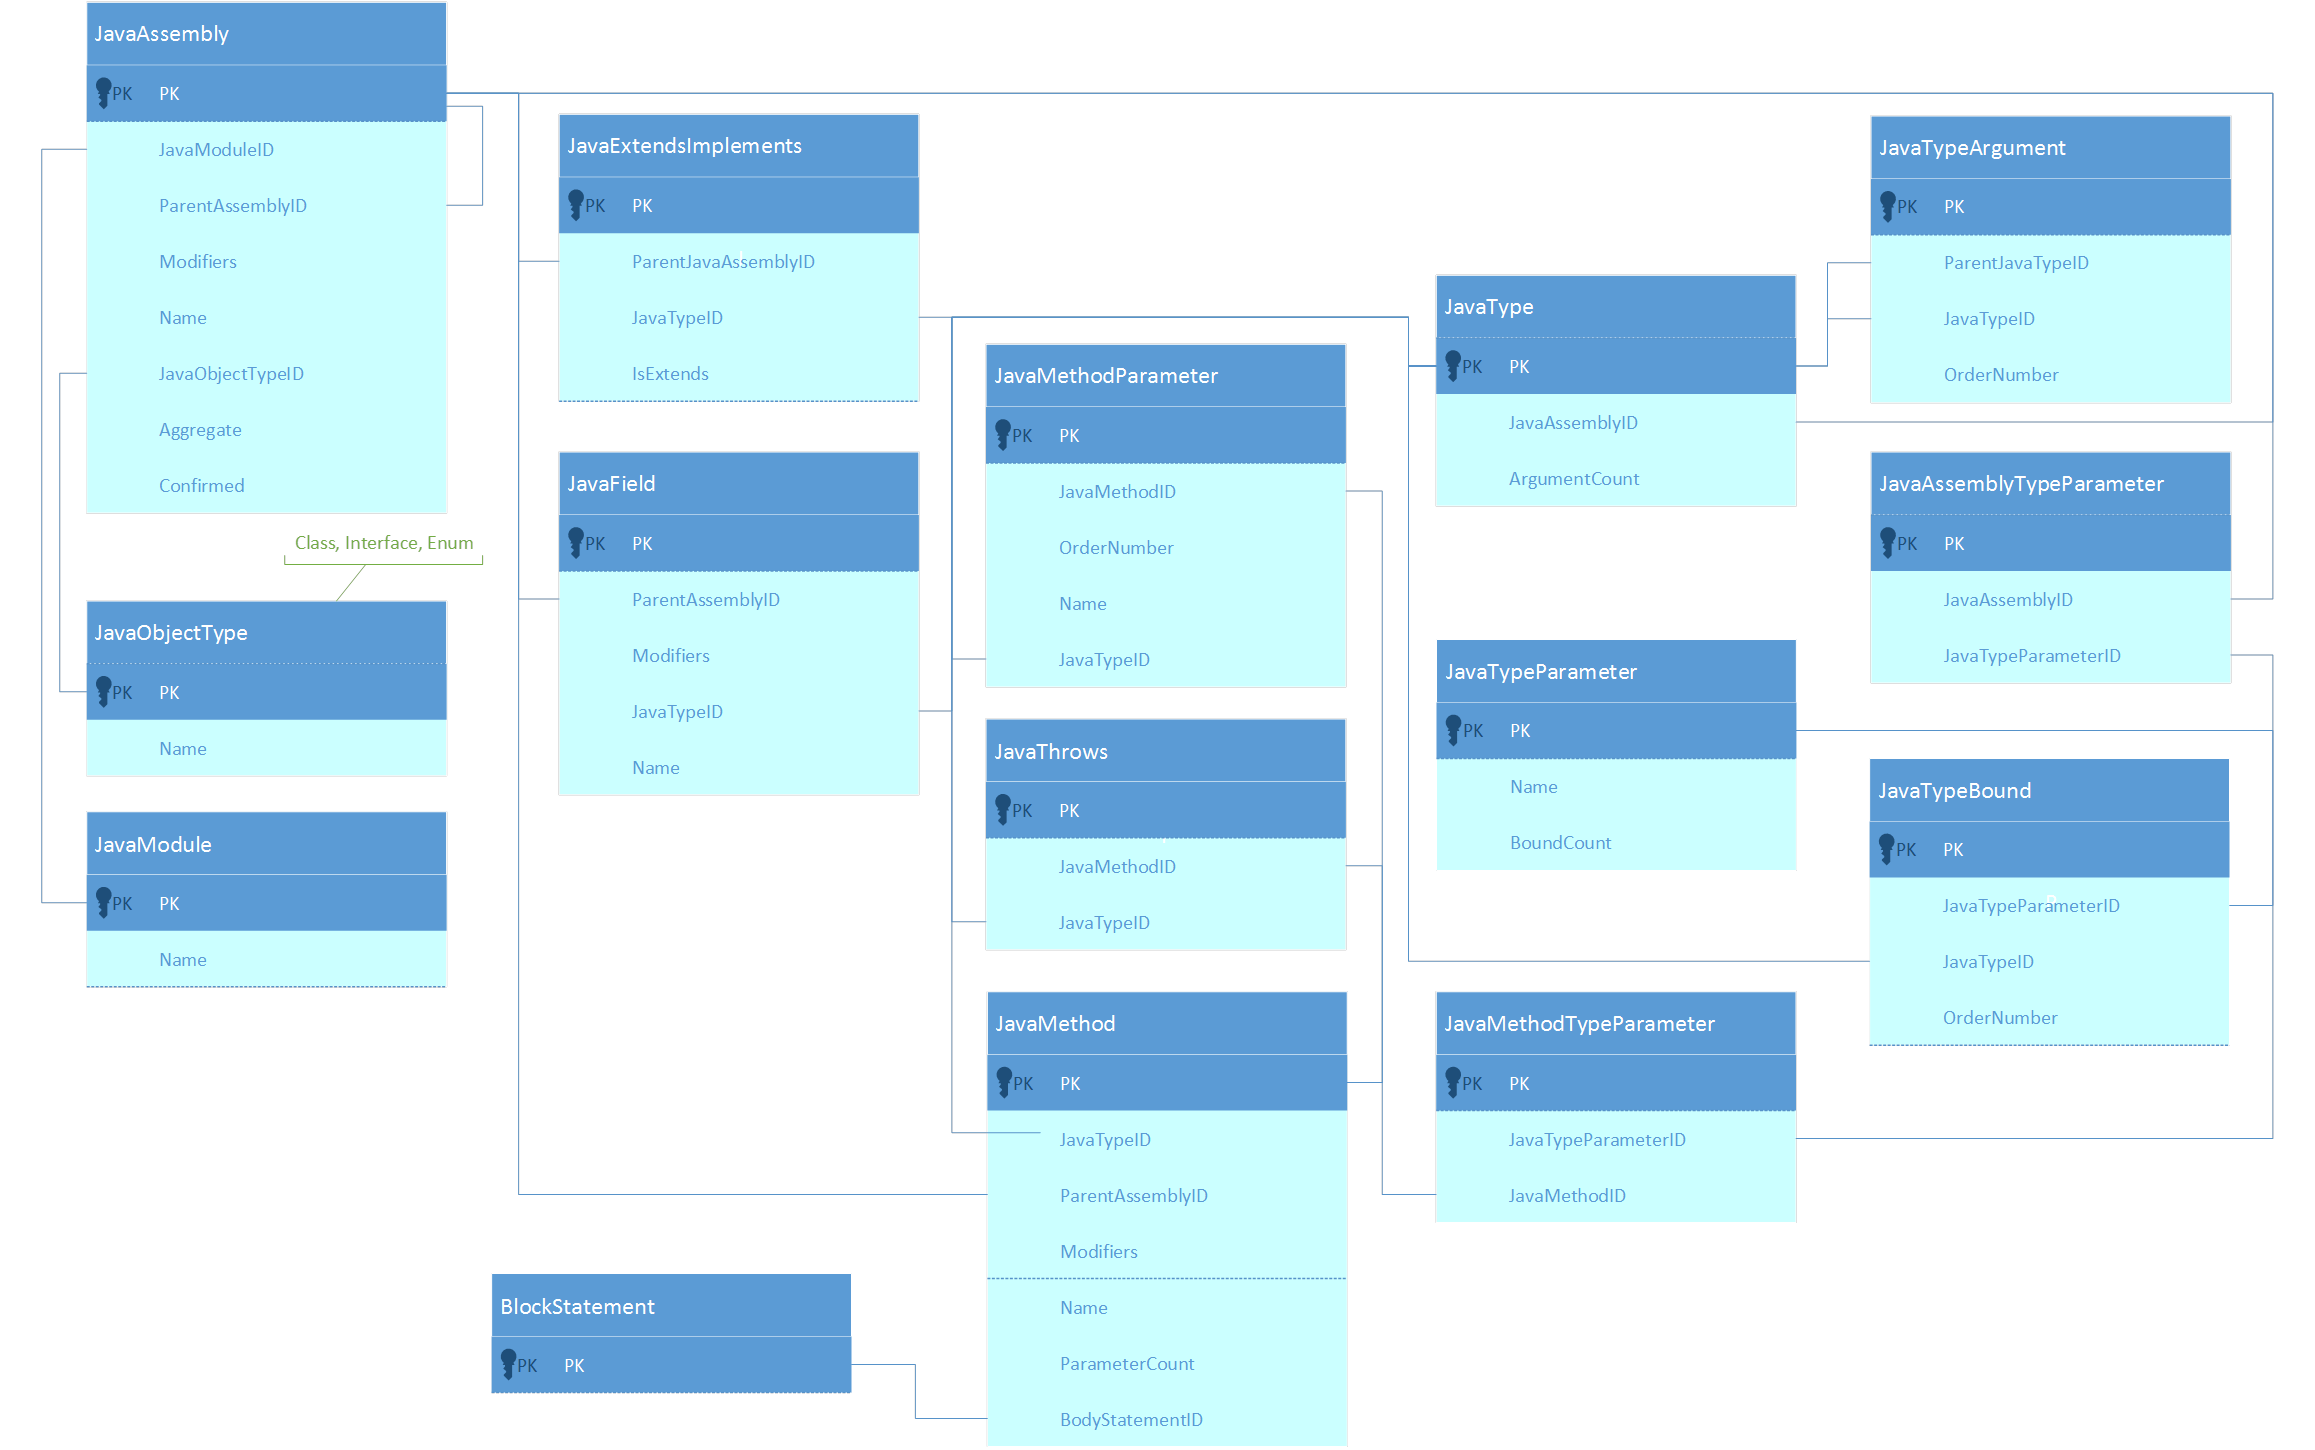 JavaAssembly
PK PK
JavaModuleID
ParentAssemblyID
Modifiers
Name
JavaObjectTypeID
Aggregate
Confirmed
Class, Interface, Enum
JavaObjectType
PK PK
Name
JavaModule
PK PK
Name
JavaExtendsImplements
PK PK
ParentJavaAssemblyID
JavaTypeID
IsExtends
JavaField
PK PK
ParentAssemblyID
Modifiers
JavaTypeID
Name
BlockStatement
PK PK
JavaMethodParameter
PK PK
JavaMethodID
OrderNumber
Name
JavaTypeID
JavaThrows
PK PK
JavaMethodID
JavaTypeID
JavaMethod
PK PK
JavaTypeID
ParentAssemblyID
Modifiers
Name
ParameterCount
BodyStatementID
JavaType
PK PK
JavaAssemblyID
ArgumentCount
JavaTypeParameter
PK PK
Name
BoundCount
JavaMethodTypeParameter
PK PK
JavaTypeParameterID
JavaMethodID
JavaTypeArgument
PK PK
ParentJavaTypeID
JavaTypeID
OrderNumber
JavaAssemblyTypeParameter
PK PK
JavaAssemblyID
JavaTypeParameterID
JavaTypeBound
PK PK
JavaTypeParameterID
JavaTypeID
OrderNumber